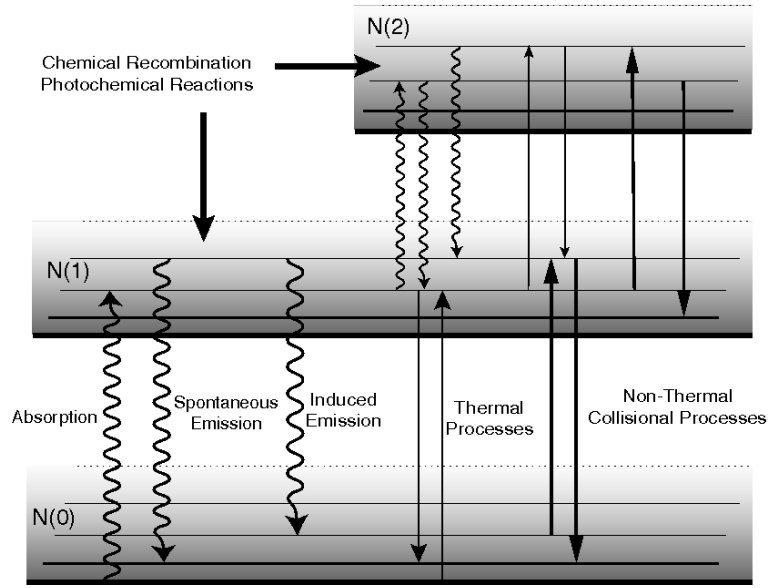 N(2)
Chemical Recombination
Photochemical Reactions
N(1)
Absorption
Spontaneous
Emission
Induced
Emission
Thermal
Processes
Non-Thermal
Collisional Processes
N(0)